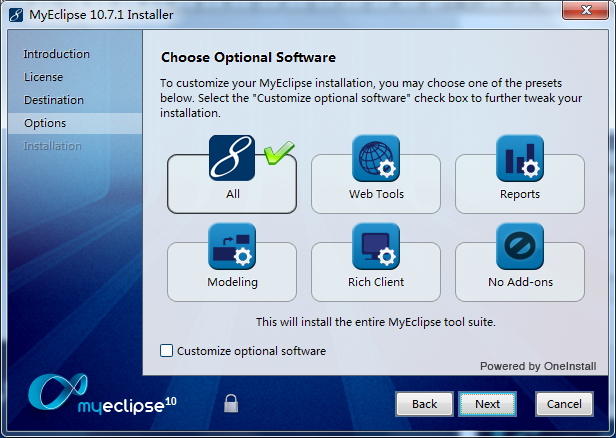 MyEclipse 10.7.1 Installer
Introduction
License
Destination
Options
Installation
Choose Optional Software
To customize your MyEclipse installation, you may choose one of the presets
below. Select the "Customize optional software" check box to further tweak your
installation.
All
Web Tools
Reports
Modeling
Rich Client
No Add-ons
This will install the entire MyEclipse tool suite.
Customize optional software
Powered by OneInstall
myeclipse10
Back
Next
Cancel